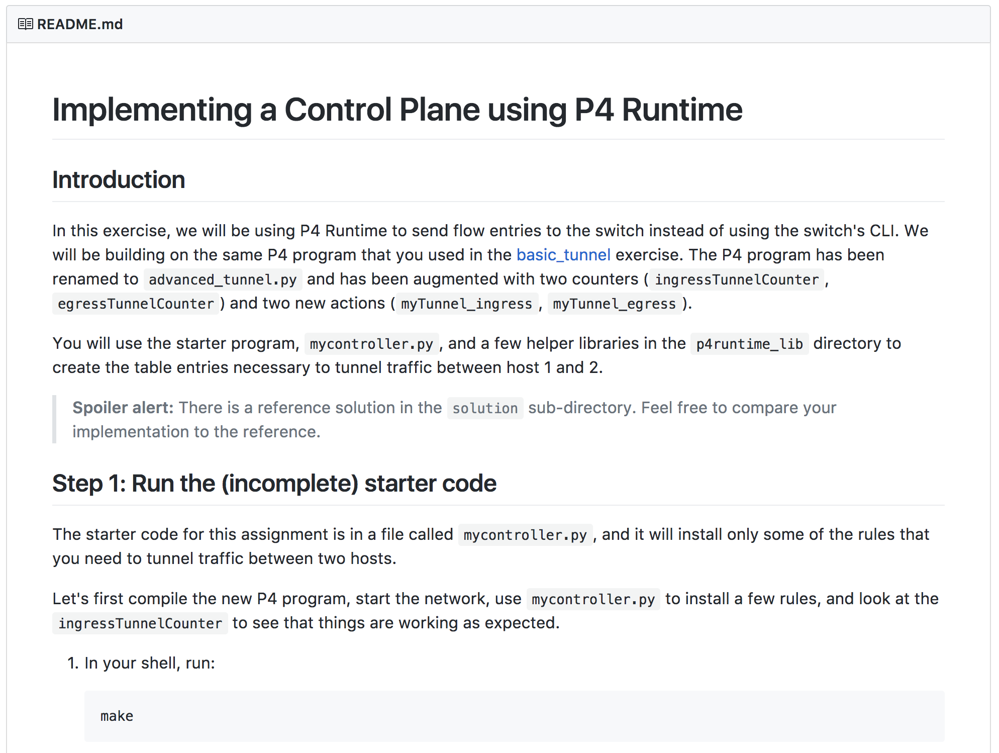 README.md
Implementing a Control Plane using P4 Runtime
Introduction
In this exercise, we will be using P4 Runtime to send flow entries to the switch instead of using the switch's CLI. We
will be building on the same P4 program that you used in the basic_tunnel exercise. The P4 program has been
renamed to advanced_tunnel.py and has been augmented with two counters (ingressTunnelCounter,
egressTunnelCounter) and two new actions (myTunnel_ingress, myTunnel_egress).
You will use the starter program, mycontroller.py, and a few helper libraries in the p4runtime_lib directory to
create the table entries necessary to tunnel traffic between host 1 and 2.
Spoiler alert: There is a reference solution in the solution sub-directory. Feel free to compare your
implementation to the reference.
Step 1: Run the (incomplete) starter code
The starter code for this assignment is in a file called mycontroller.py, and it will install only some of the rules that
you need to tunnel traffic between two hosts.
Let's first compile the new P4 program, start the network, use mycontroller.py to install a few rules, and look at the
ingressTunnelCounter to see that things are working as expected.
1. In your shell, run:
make